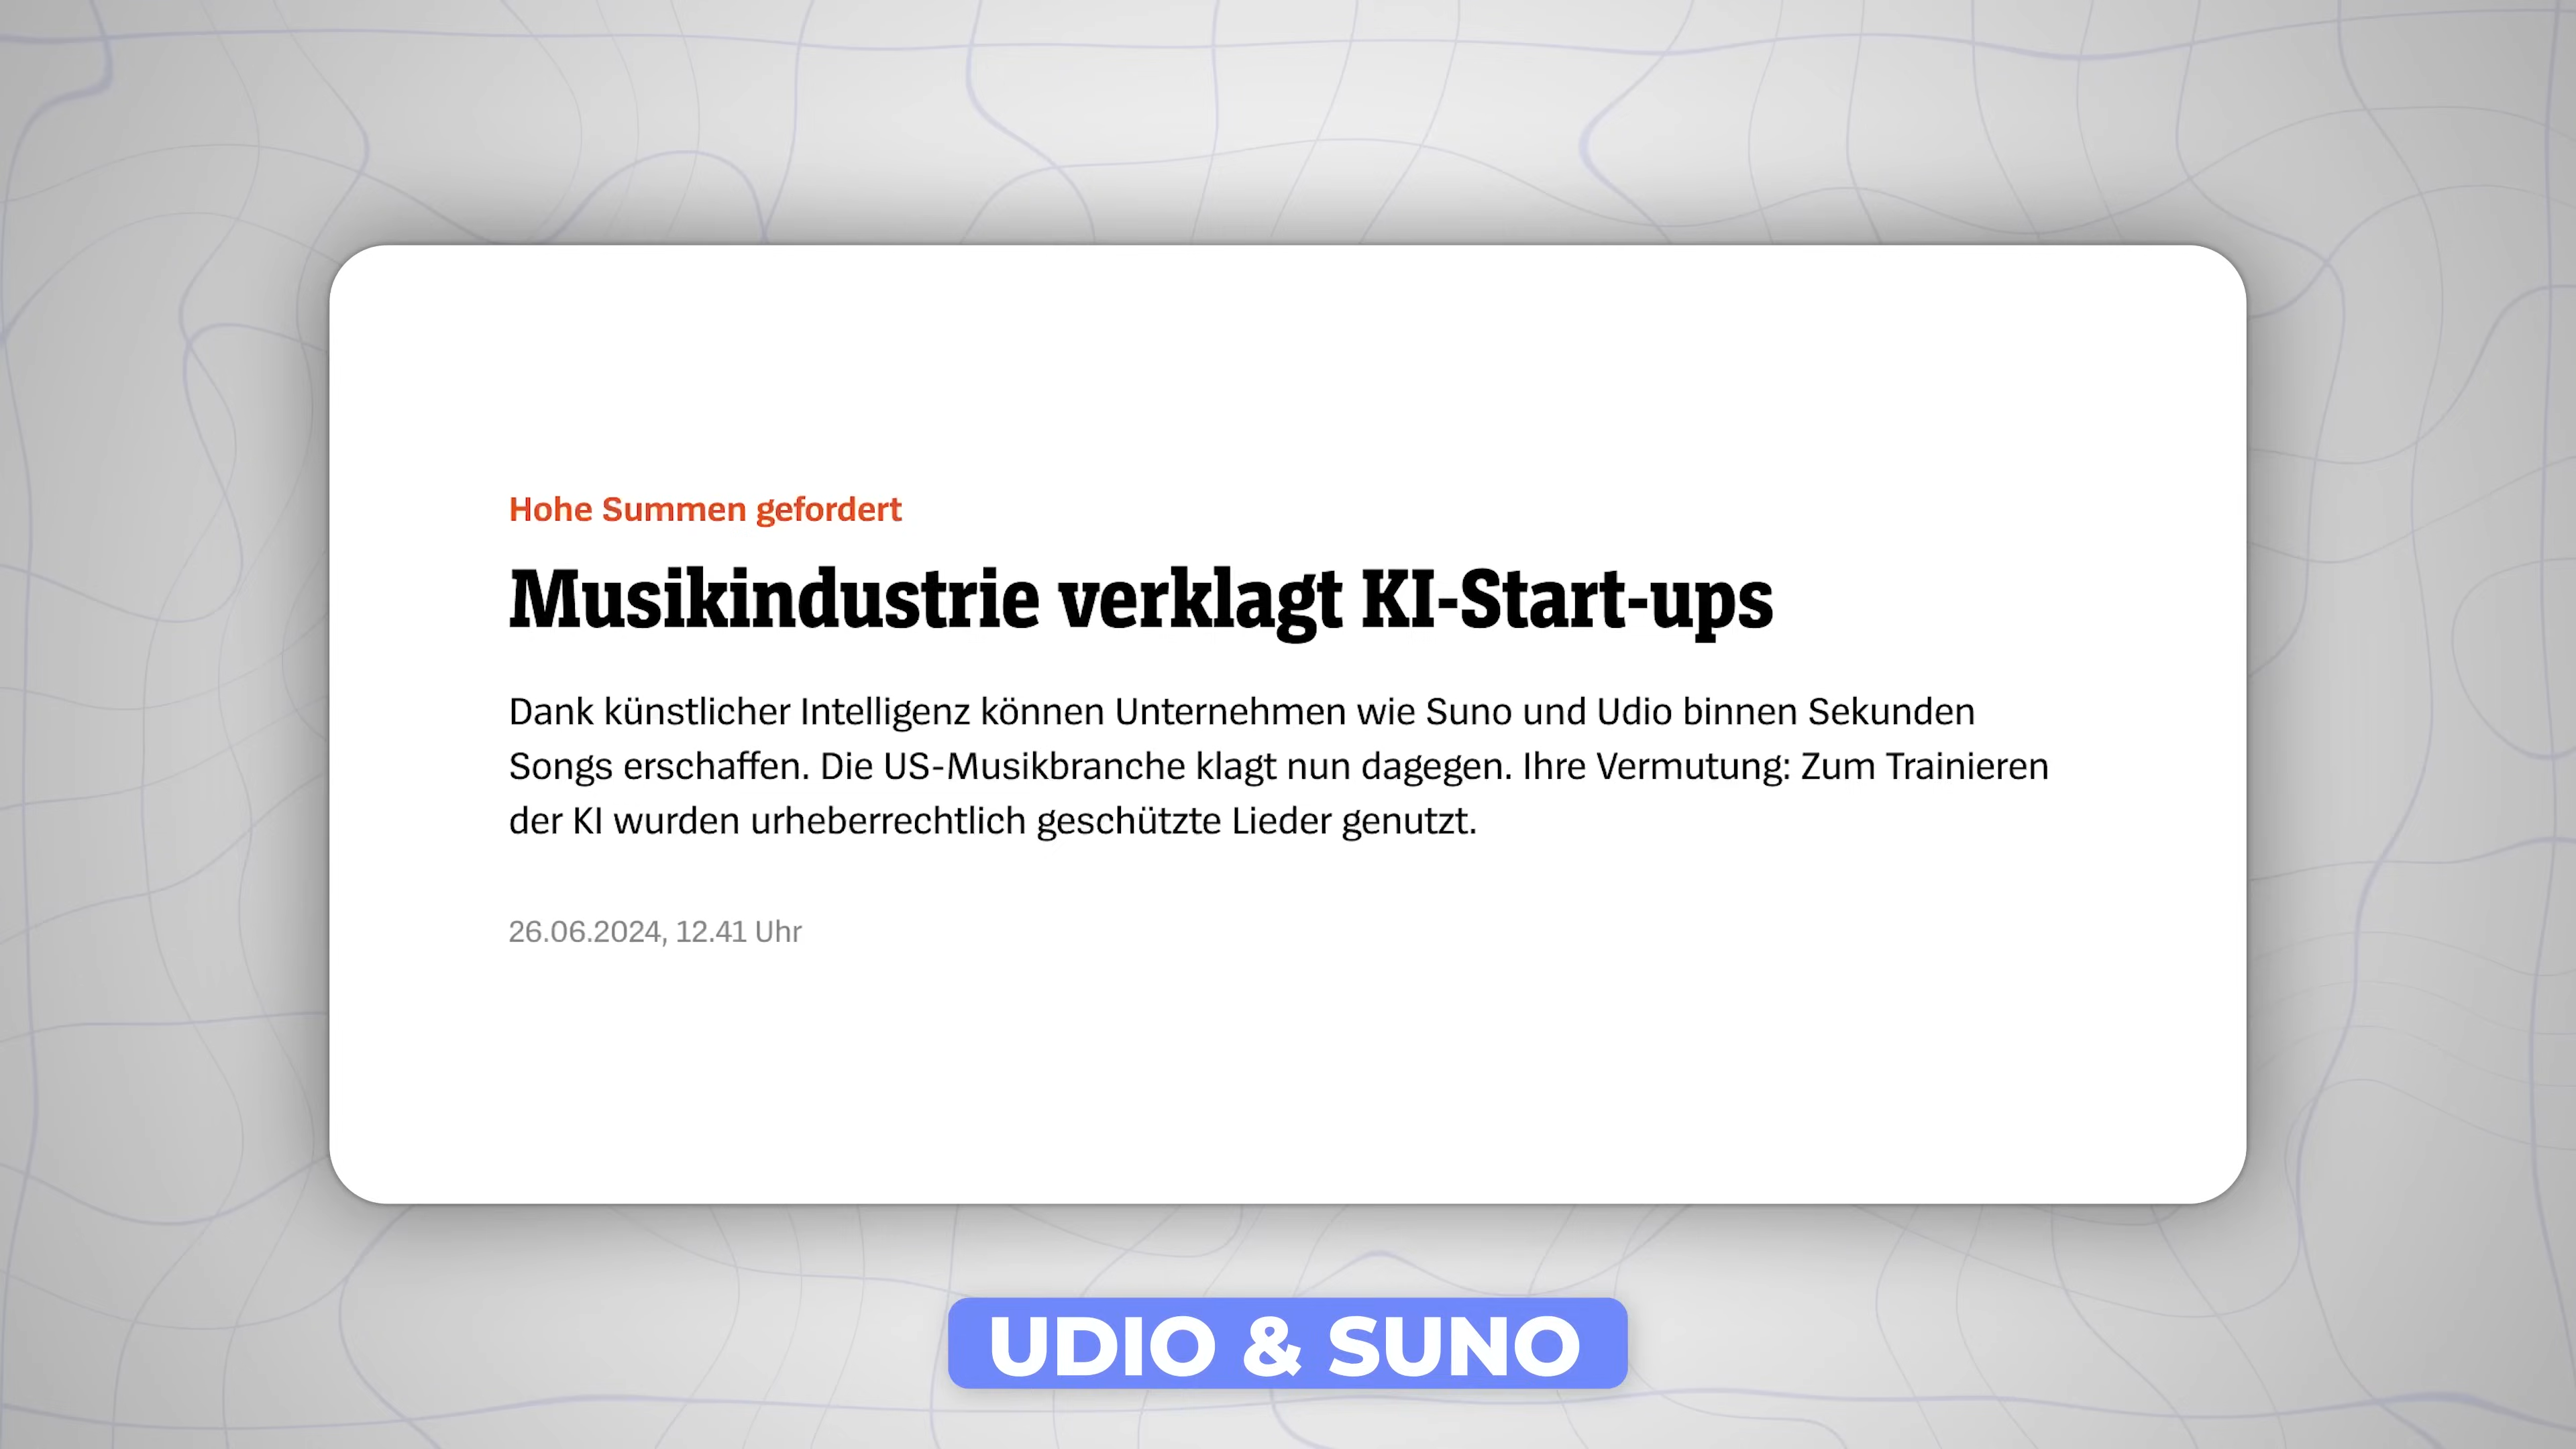 Hohe Summen gefordert
Musikindustrie verklagt KI-Start-ups
Dank künstlicher Intelligenz können Unternehmen wie Suno und Udio binnen Sekunden
Songs erschaffen. Die US-Musikbranche klagt nun dagegen. Ihre Vermutung: Zum Trainieren
der KI wurden urheberrechtlich geschützte Lieder genutzt.
26.06.2024, 12.41 Uhr
UDIO & SUNO